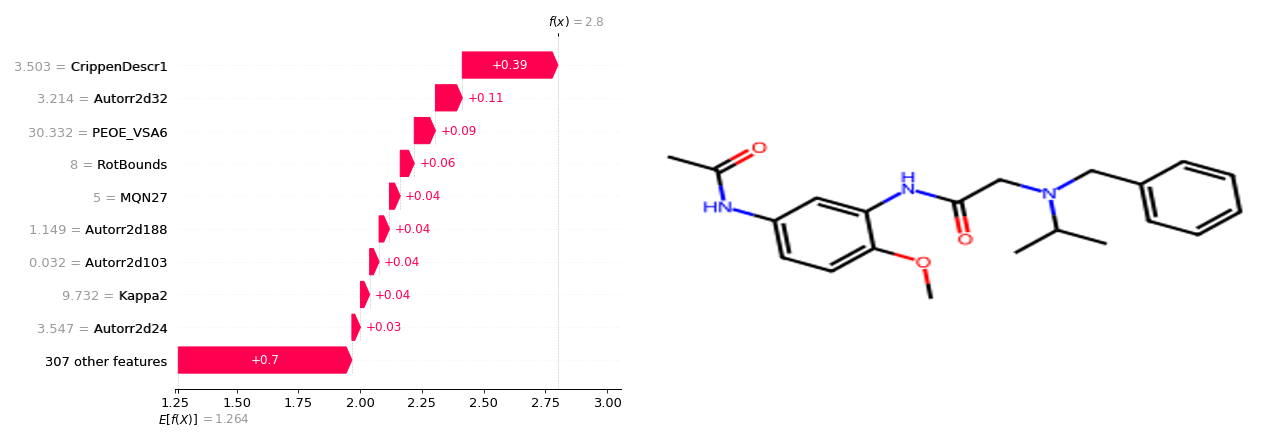 f(x) = 2.8
3.503 = CrippenDescr1 +0.39
3.214 = Autorr2d32 +0.11
30.332 = PEOE_VSA6 +0.09
8 = RotBounds +0.06
5 = MQN27 +0.04
1.149 = Autorr2d188 +0.04
0.032 = Autorr2d103 +0.04
9.732 = Kappa2 +0.04
3.547 = Autorr2d24 +0.03
307 other features +0.7
1.25 1.50 1.75 2.00 2.25 2.50 2.75 3.00
E[f(X)] = 1.264
O
H
N
N
HN
O
O